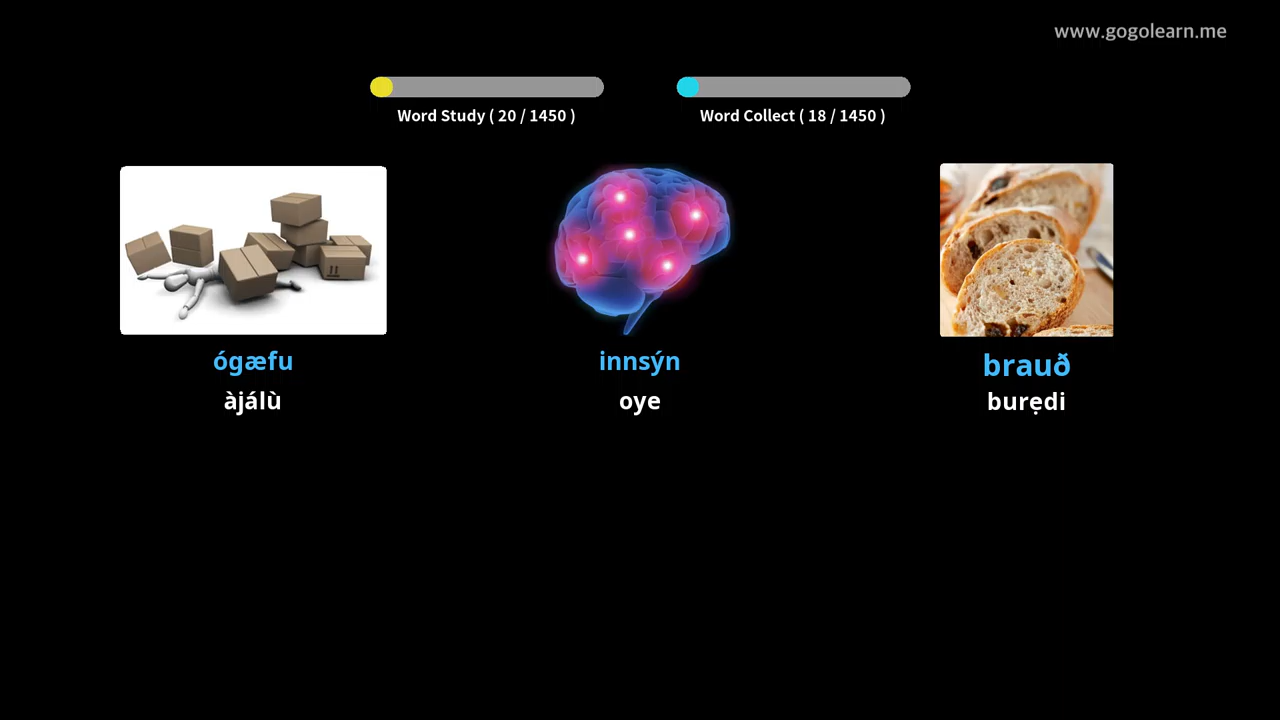 www.gogolearn.me
Word Study ( 20 / 1450 )
Word Collect ( 18 / 1450 )
ógæfu
innsýn
brauð
àjálù
oye
burẹdi